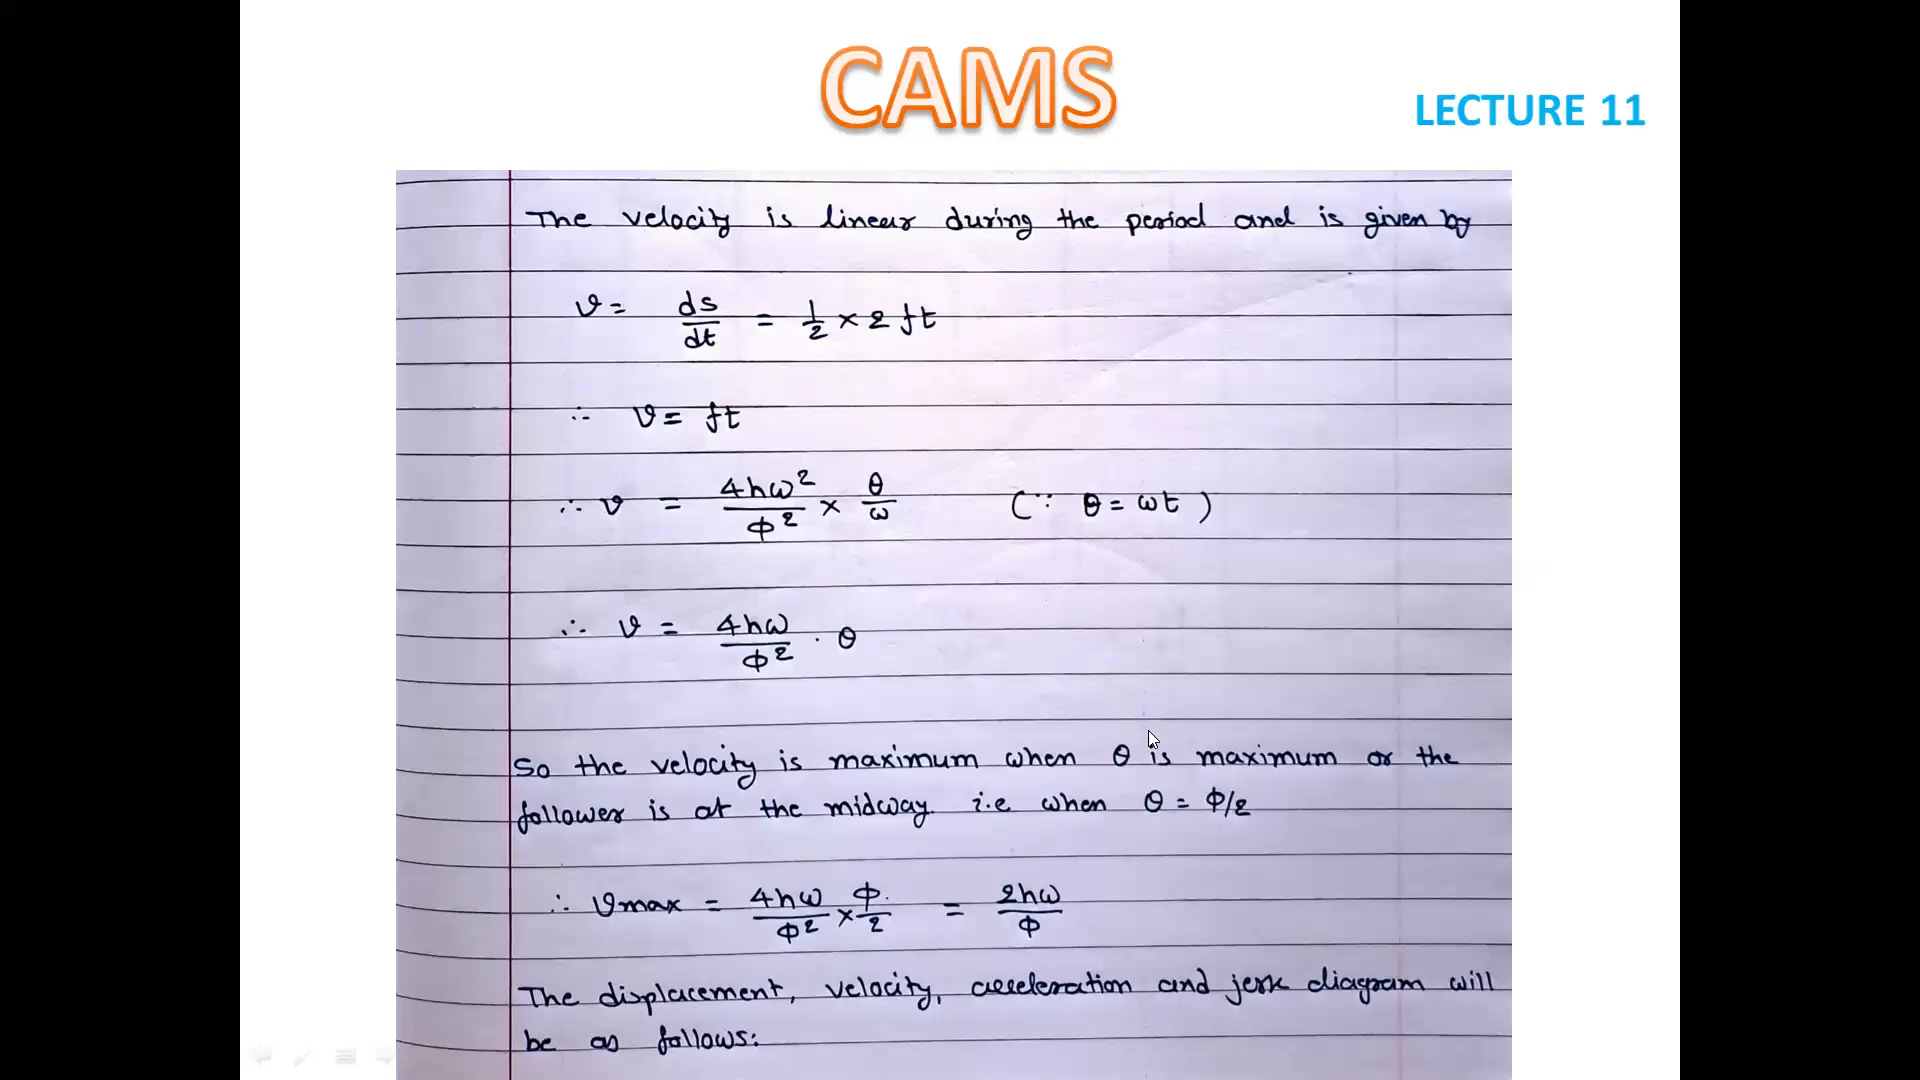 CAMS
LECTURE 11
The velocity is linear during the period and is given by
v = ds/dt = 1/2 × 2 ft
∴ v = ft
∴ v = 4hω²/φ² × θ/ω (∵ θ = ωt)
∴ v = 4hω/φ² · θ
So the velocity is maximum when θ is maximum or the
follower is at the midway. i.e when θ = φ/2
∴ vmax = 4hω/φ² × φ/2 = 2hω/φ
The displacement, velocity, acceleration and jerk diagram will
be as follows: